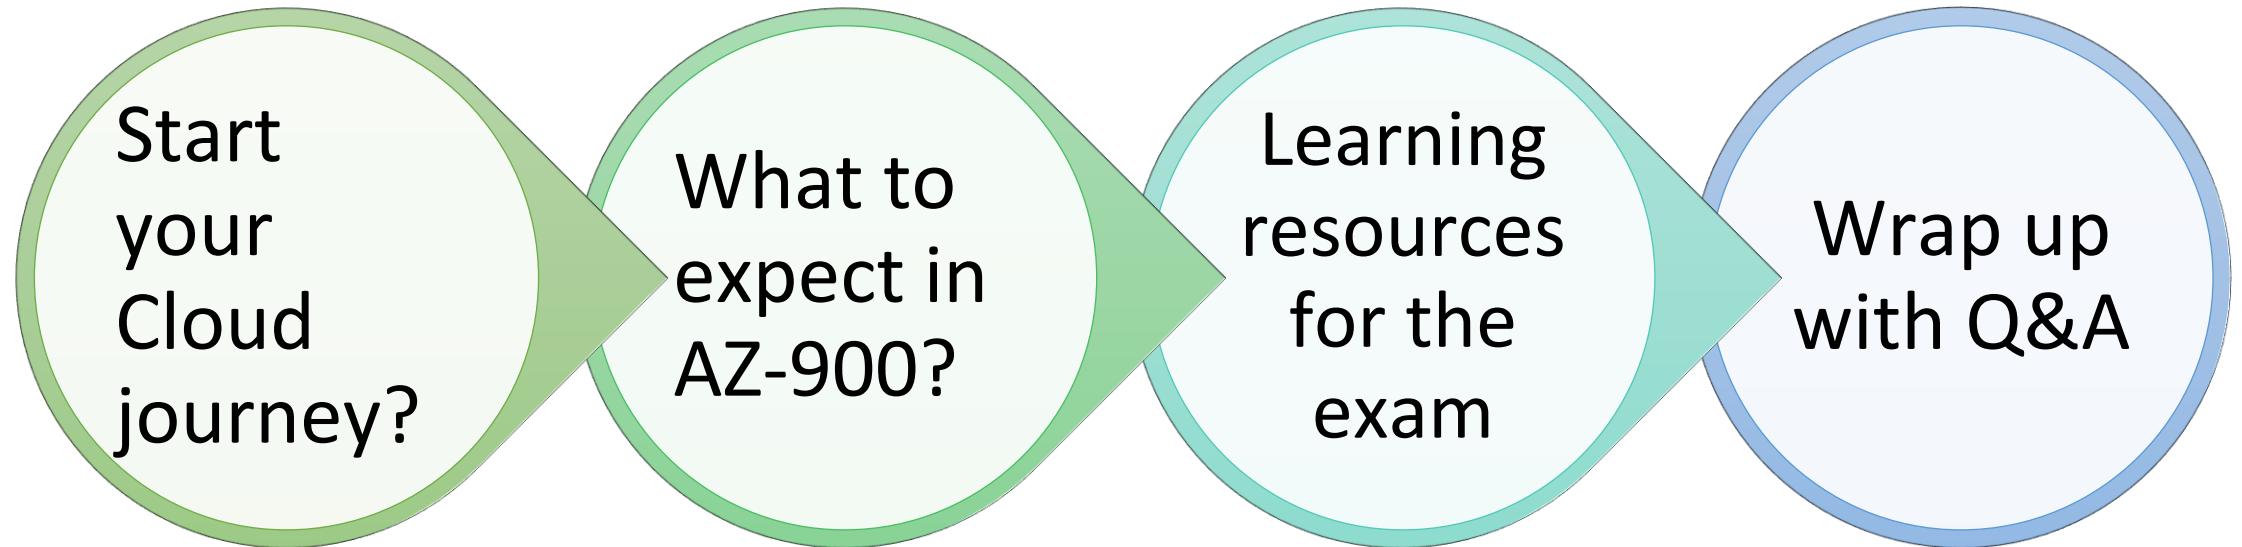 Start
your
Cloud
journey?
What to
expect in
AZ-900?
Learning
resources
for the
exam
Wrap up
with Q&A